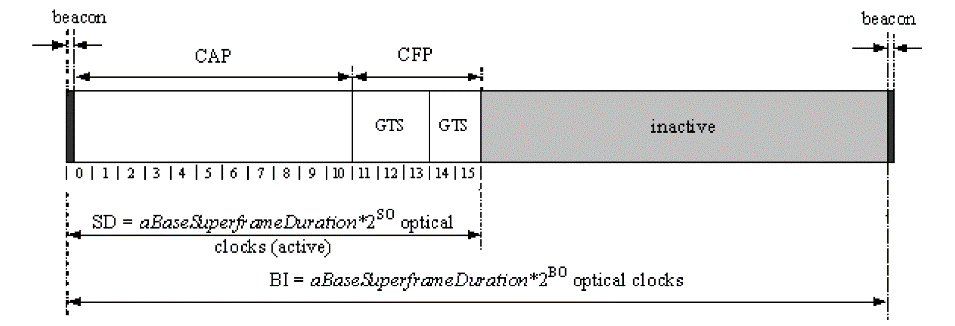 beacon beacon
CAP CFP
GTS GTS inactive
| 0 | 1 | 2 | 3 | 4 | 5 | 6 | 7 | 8 | 9 | 10 | 11 | 12 | 13 | 14 | 15 |
SD = aBaseSuperframeDuration*2^SO optical
clocks (active)
BI = aBaseSuperframeDuration*2^BO optical clocks